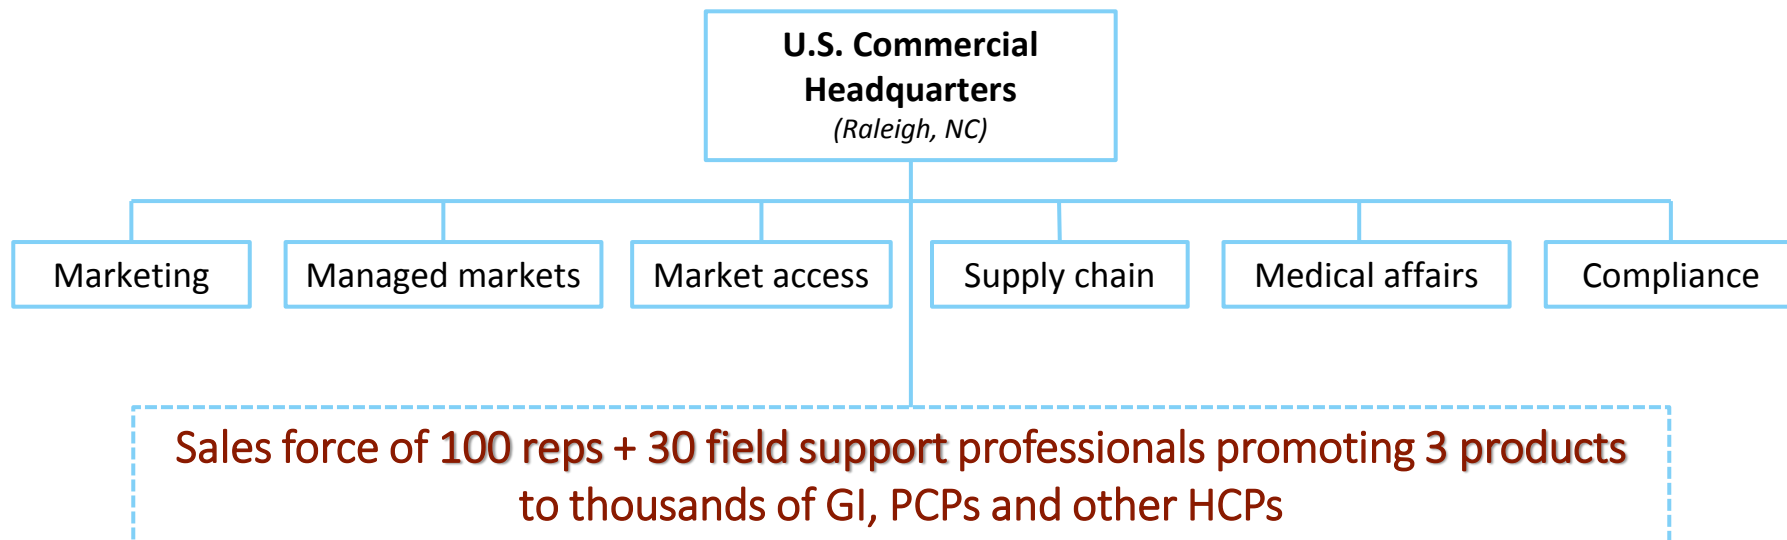 U.S. Commercial
Headquarters
(Raleigh, NC)
Marketing
Managed markets
Market access
Supply chain
Medical affairs
Compliance
Sales force of 100 reps + 30 field support professionals promoting 3 products
to thousands of GI, PCPs and other HCPs